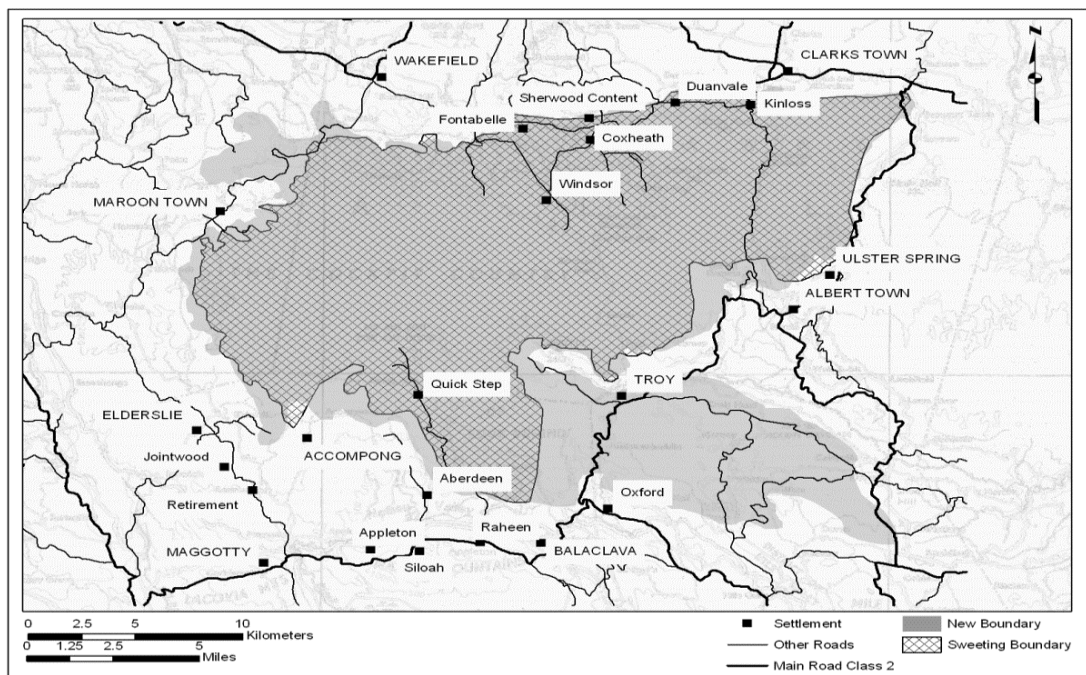 N
CLARKS TOWN
WAKEFIELD
Duanvale
Sherwood Content
Kinloss
Fontabelle
Coxheath
Windsor
MAROON TOWN
ULSTER SPRING
ALBERT TOWN
Quick Step
TROY
ELDERSLIE
Jointwood
ACCOMPONG
Aberdeen
Retirement
Oxford
Appleton
Raheen
MAGGOTTY
Siloah
BALACLAVA
0 2.5 5 10
Kilometers
0 1.25 2.5 5
Miles
Settlement
New Boundary
Other Roads
Sweeting Boundary
Main Road Class 2